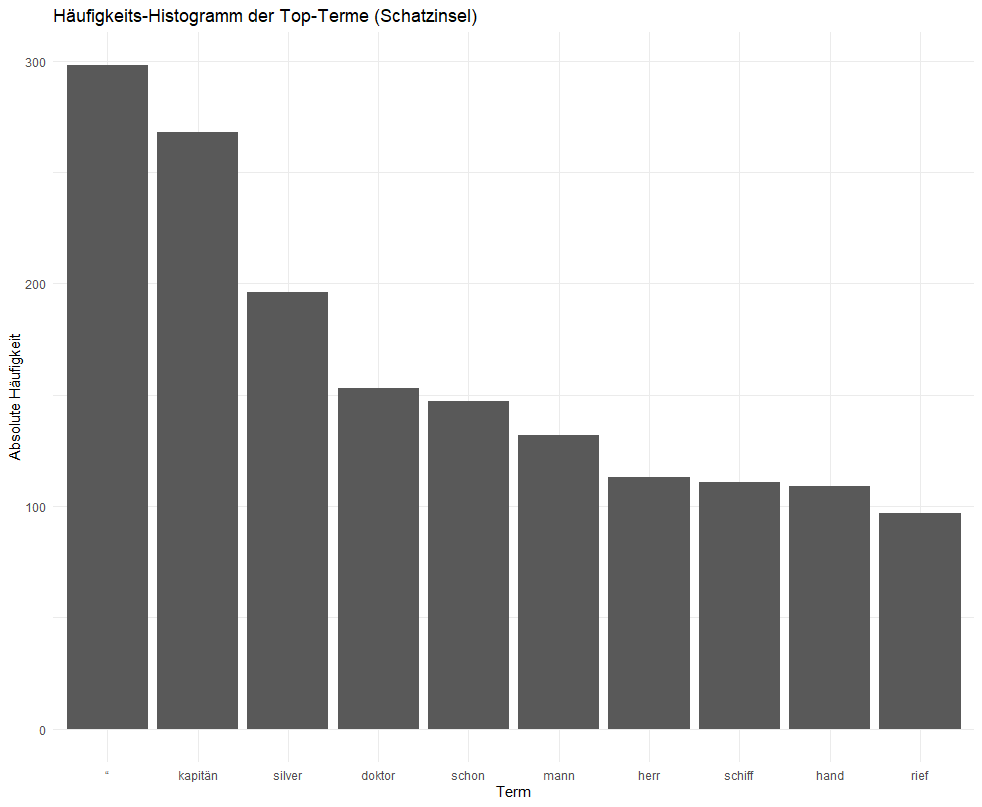 Häufigkeits-Histogramm der Top-Terme (Schatzinsel)
300
200
100
0
Absolute Häufigkeit
“ kapitän silver doktor schon mann herr schiff hand rief
Term